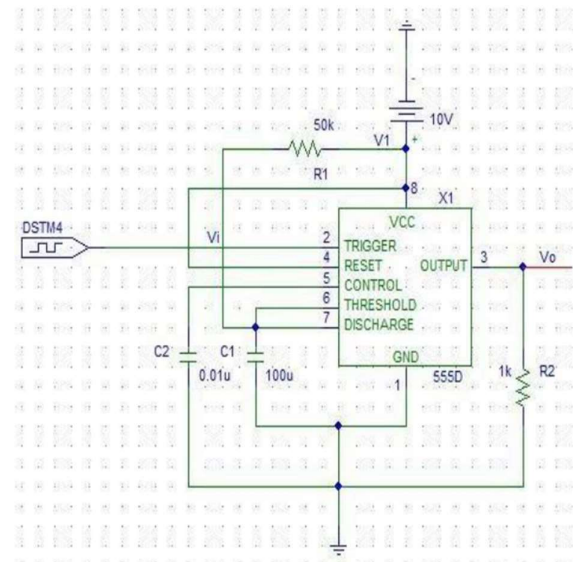 -
10V
+
50k
V1
R1
8
X1
VCC
DSTM4
Vi
2
TRIGGER
4
RESET
OUTPUT
3
Vo
5
CONTROL
6
THRESHOLD
7
DISCHARGE
C2
0.01u
C1
100u
GND
1
555D
1k
R2